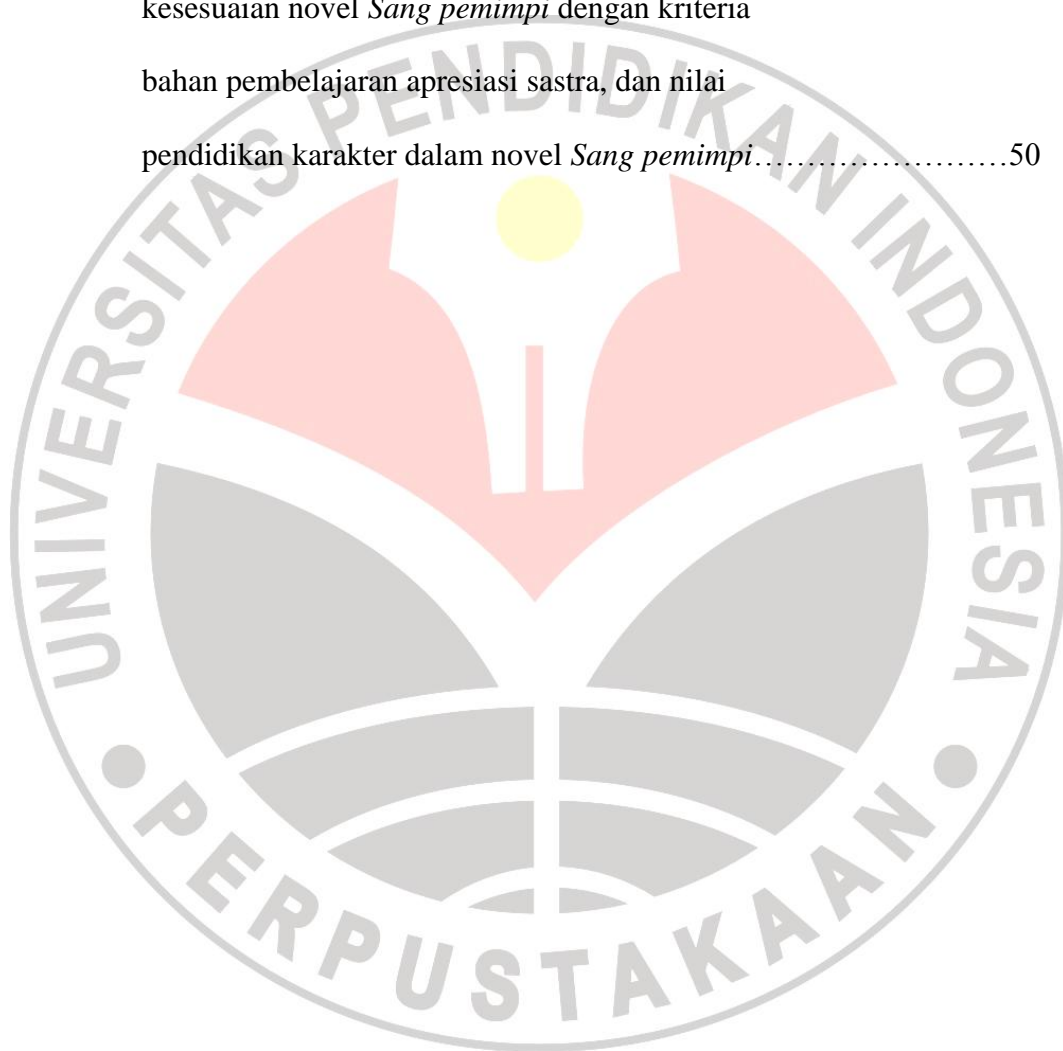 kesesuaian novel Sang pemimpi dengan kriteria
bahan pembelajaran apresiasi sastra, dan nilai
pendidikan karakter dalam novel Sang pemimpi……………………50
UNIVERSITAS PENDIDIKAN INDONESIA
PERPUSTAKAAN